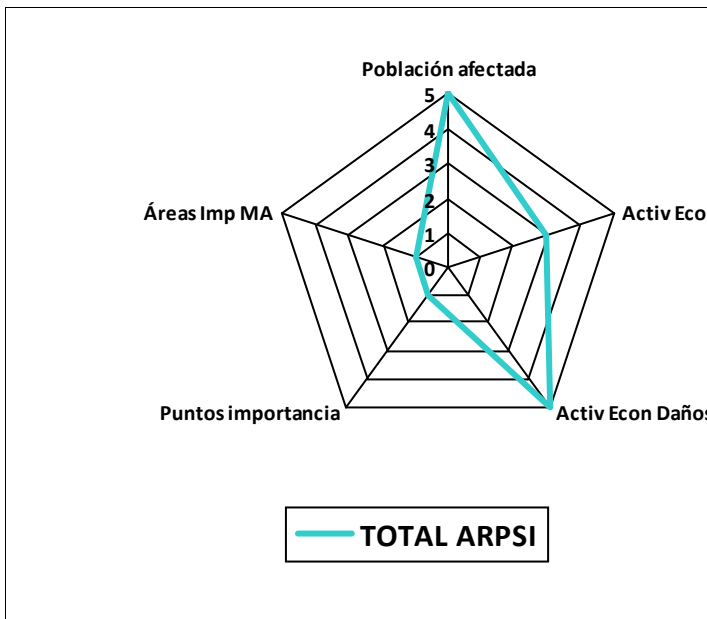 Población afectada
5
4
3
2
1
0
Áreas Imp MA
Activ Eco
Puntos importancia
Activ Econ Daños
TOTAL ARPSI